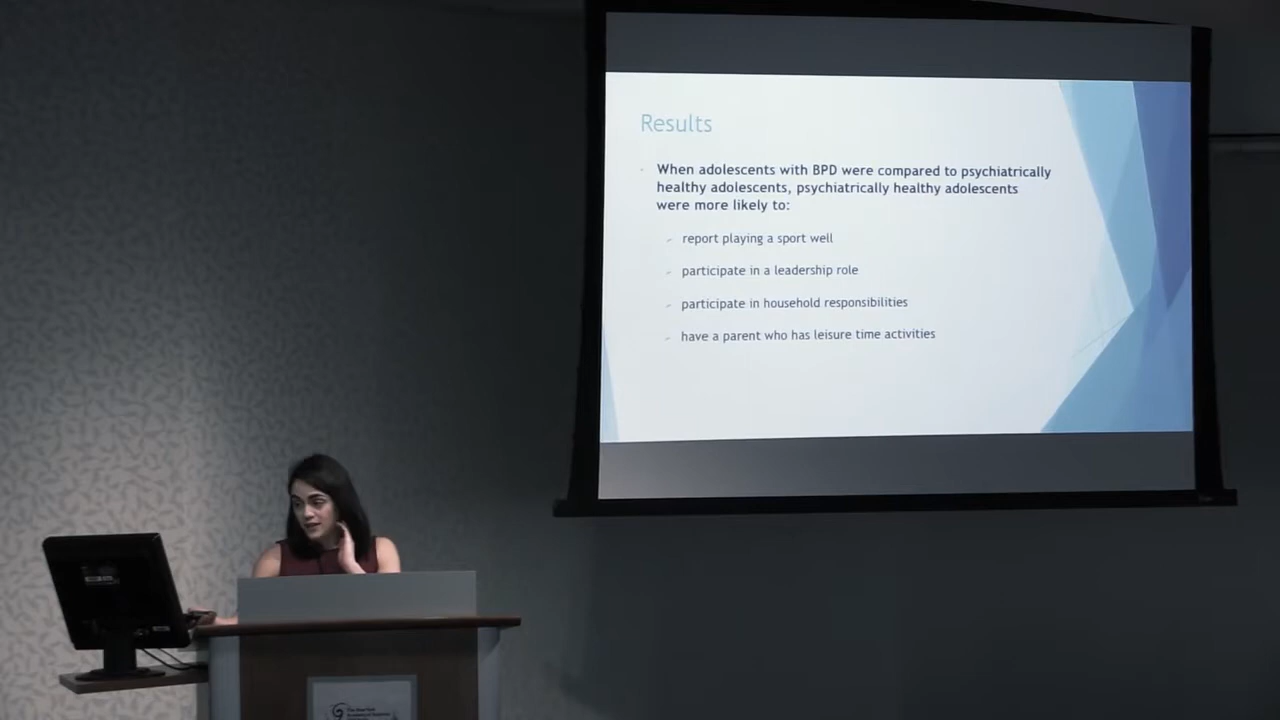 Results
When adolescents with BPD were compared to psychiatrically
healthy adolescents, psychiatrically healthy adolescents
were more likely to:
report playing a sport well
participate in a leadership role
participate in household responsibilities
have a parent who has leisure time activities